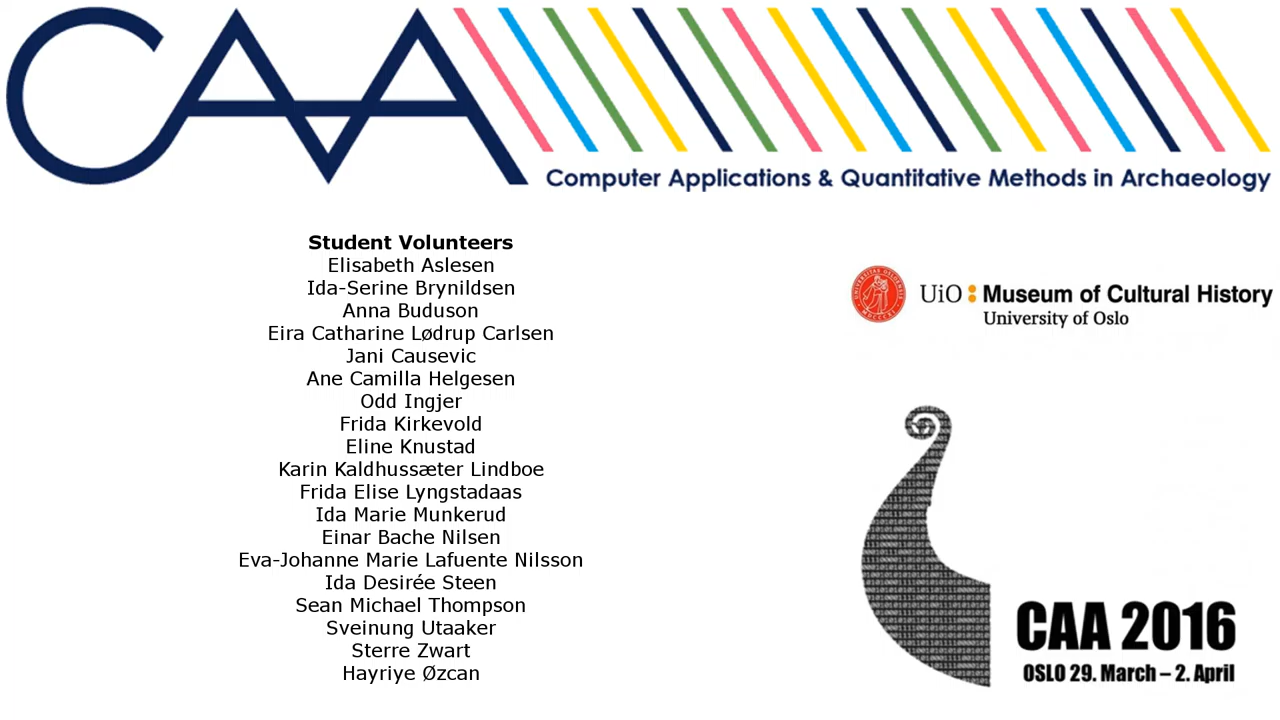 CAA
Computer Applications & Quantitative Methods in Archaeology
Student Volunteers
Elisabeth Aslesen
Ida-Serine Brynildsen
Anna Buduson
Eira Catharine Lødrup Carlsen
Jani Causevic
Ane Camilla Helgesen
Odd Ingjer
Frida Kirkevold
Eline Knustad
Karin Kaldhussæter Lindboe
Frida Elise Lyngstadaas
Ida Marie Munkerud
Einar Bache Nilsen
Eva-Johanne Marie Lafuente Nilsson
Ida Desirée Steen
Sean Michael Thompson
Sveinung Utaaker
Sterre Zwart
Hayriye Øzcan
UiO : Museum of Cultural History
University of Oslo
CAA 2016
OSLO 29. March – 2. April